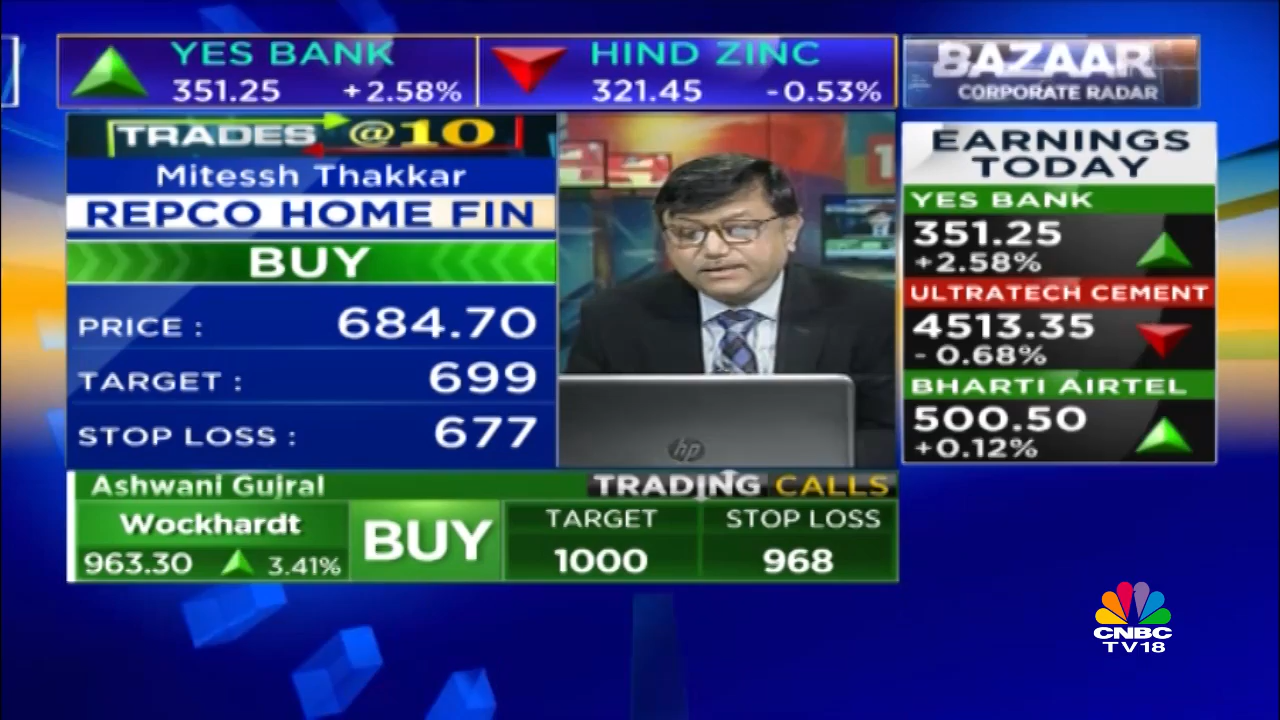 YES BANK
351.25 +2.58%
HIND ZINC
321.45 -0.53%
BAZAAR
CORPORATE RADAR
TRADES @10
Mitessh Thakkar
REPCO HOME FIN
BUY
PRICE : 684.70
TARGET : 699
STOP LOSS : 677
hp
EARNINGS
TODAY
YES BANK
351.25
+2.58%
ULTRATECH CEMENT
4513.35
- 0.68%
BHARTI AIRTEL
500.50
+0.12%
Ashwani Gujral
TRADING CALLS
Wockhardt
963.30 3.41%
BUY
TARGET
1000
STOP LOSS
968
CNBC
TV18